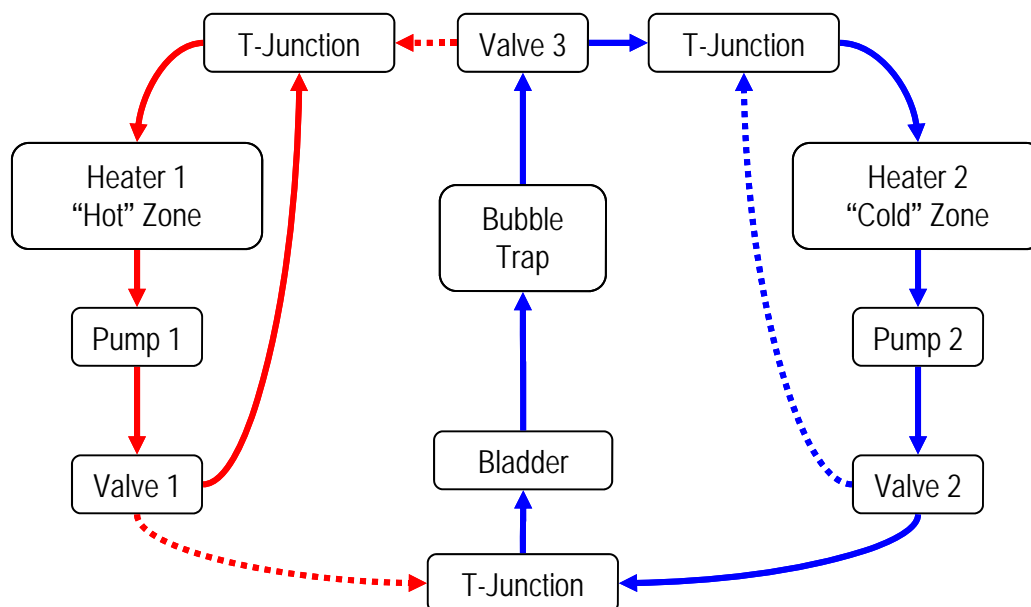 T-Junction
Valve 3
T-Junction
Heater 1
“Hot” Zone
Bubble
Trap
Heater 2
“Cold” Zone
Pump 1
Pump 2
Valve 1
Bladder
Valve 2
T-Junction